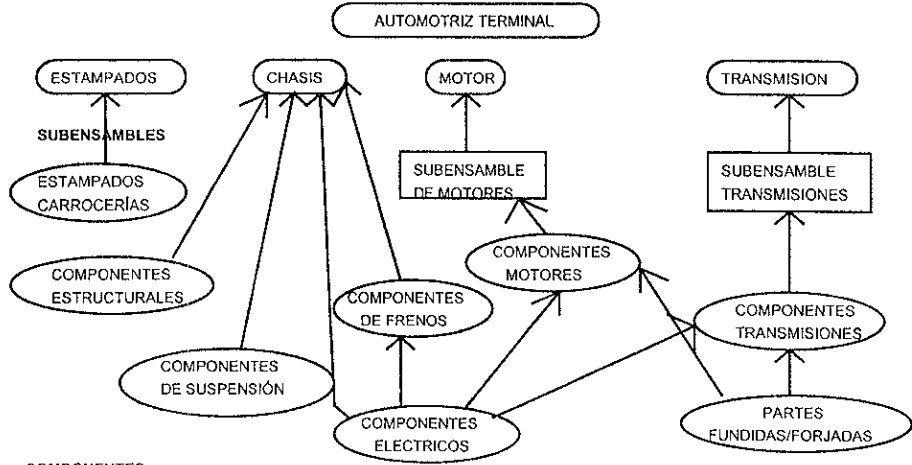 AUTOMOTRIZ TERMINAL
ESTAMPADOS
CHASIS
MOTOR
TRANSMISION
SUBENSAMBLES
ESTAMPADOS
CARROCERÍAS
SUBENSAMBLE
DE MOTORES
SUBENSAMBLE
TRANSMISIONES
COMPONENTES
ESTRUCTURALES
COMPONENTES
MOTORES
COMPONENTES
DE FRENOS
COMPONENTES
TRANSMISIONES
COMPONENTES
DE SUSPENSIÓN
COMPONENTES
ELECTRICOS
PARTES
FUNDIDAS/FORJADAS
COMPONENTES